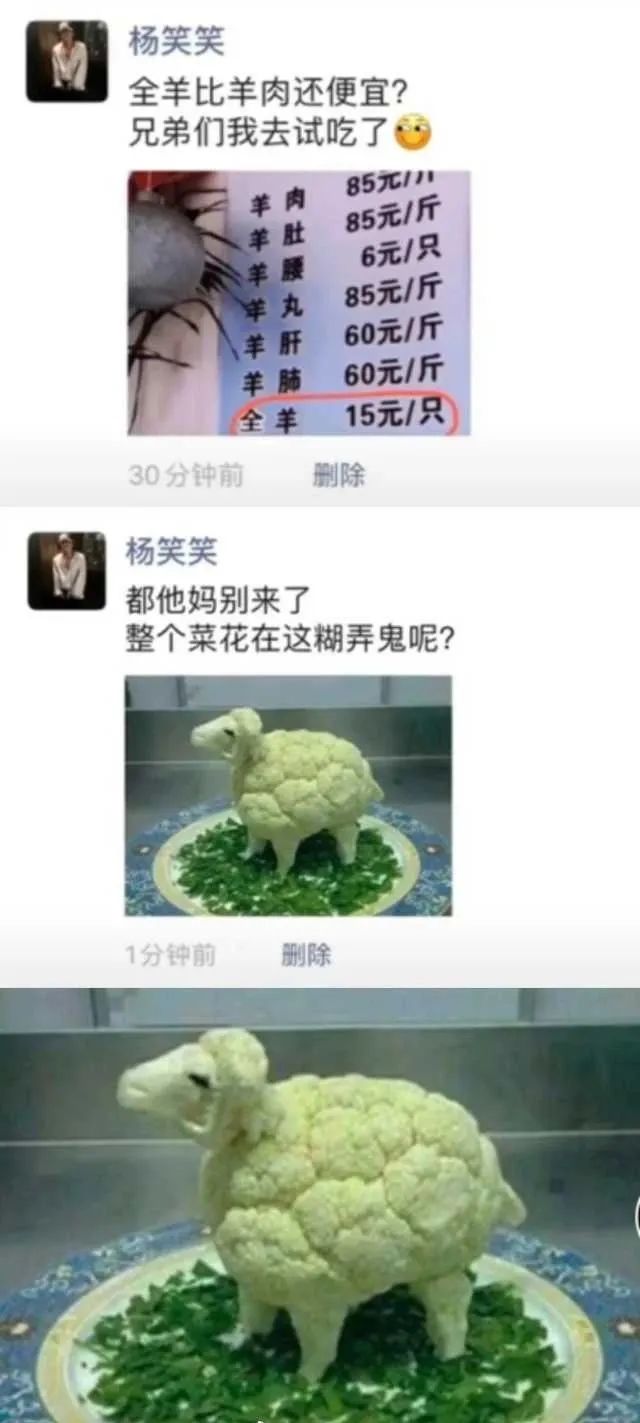 杨笑笑
全羊比羊肉还便宜?
兄弟们我去试吃了
羊肉 85元/斤
羊肚 85元/斤
羊腰 6元/只
羊丸 85元/斤
羊肝 60元/斤
羊肺 60元/斤
全羊 15元/只
30分钟前 删除
杨笑笑
都他妈别来了
整个菜花在这糊弄鬼呢?
1分钟前 删除